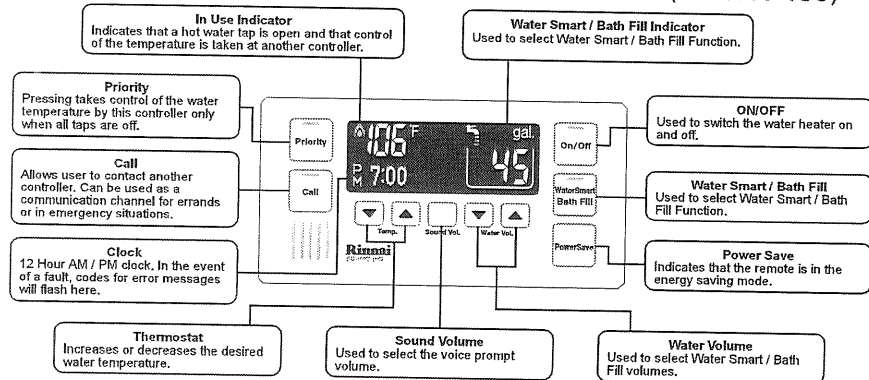 In Use Indicator
Indicates that a hot water tap is open and that control
of the temperature is taken at another controller.
Water Smart / Bath Fill Indicator
Used to select Water Smart / Bath Fill Function.
Priority
Pressing takes control of the water
temperature by this controller only
when all taps are off.
Call
Allows user to contact another
controller. Can be used as a
communication channel for errands
or in emergency situations.
Clock
12 Hour AM / PM clock. In the event
of a fault, codes for error messages
will flash here.
Priority
Call
106 F
PM 7:00
gal.
45
On/Off
WaterSmart
Bath Fill
PowerSave
Temp.
Sound Vol.
Water Vol.
Rinnai
ON/OFF
Used to switch the water heater on
and off.
Water Smart / Bath Fill
Used to select Water Smart / Bath
Fill Function.
Power Save
Indicates that the remote is in the
energy saving mode.
Thermostat
Increases or decreases the desired
water temperature.
Sound Volume
Used to select the voice prompt
volume.
Water Volume
Used to select Water Smart / Bath
Fill volumes.